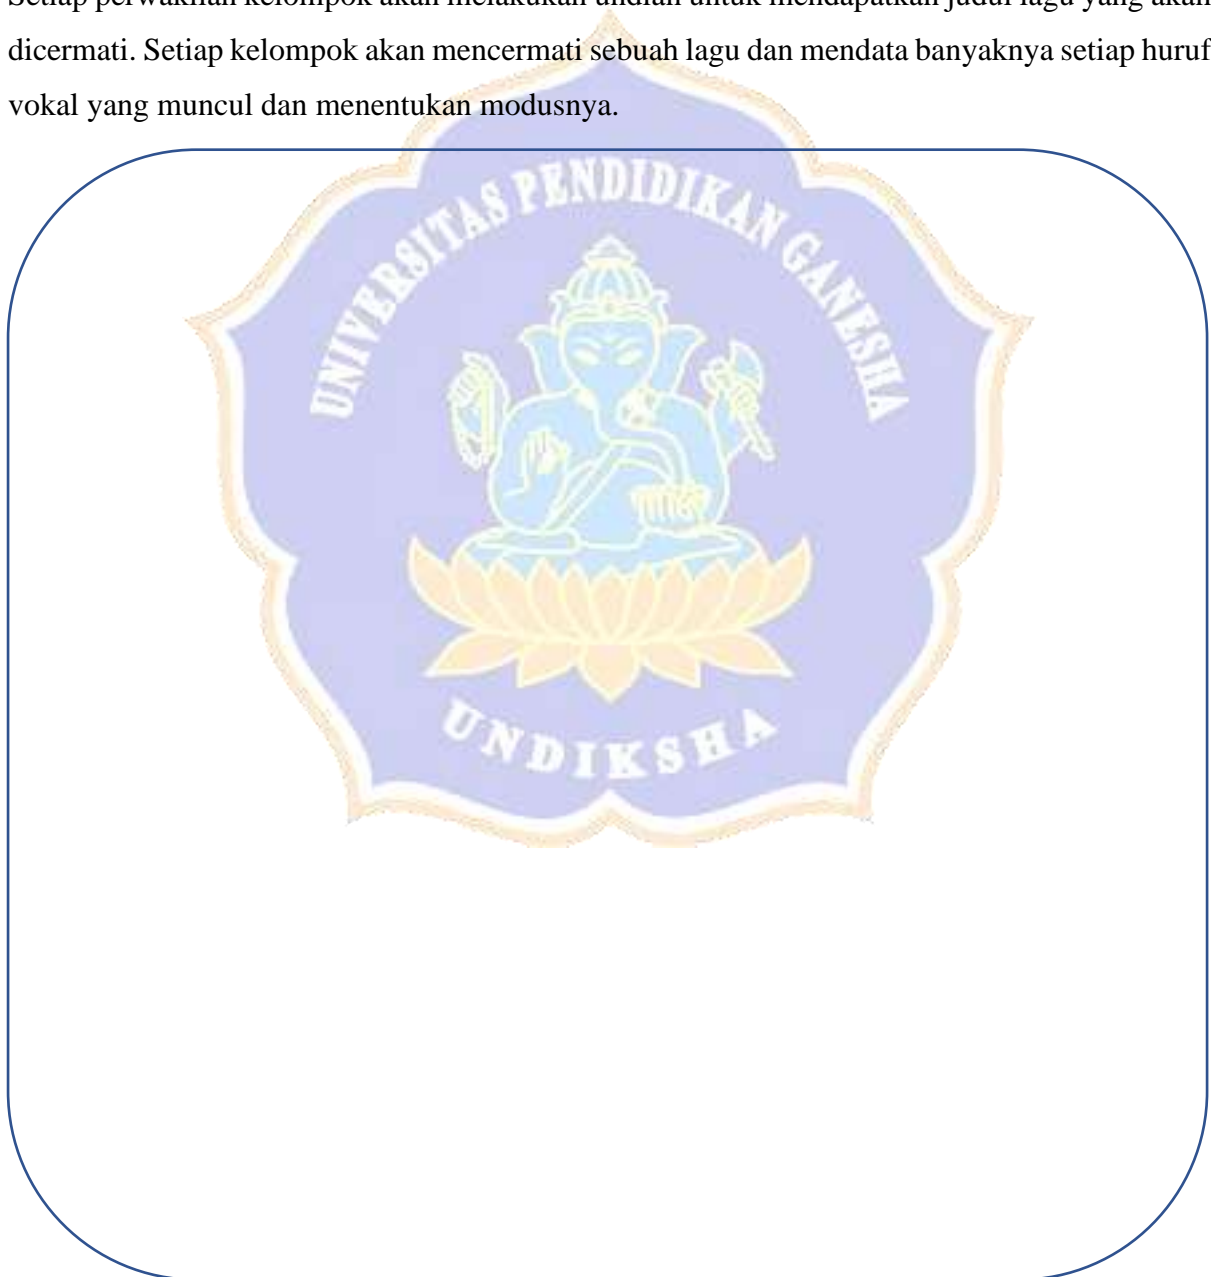 Setiap perwakilan kelompok akan melakukan undian untuk mendapatkan judul lagu yang akan
dicermati. Setiap kelompok akan mencermati sebuah lagu dan mendata banyaknya setiap huruf
vokal yang muncul dan menentukan modusnya.
UNIVERSITAS PENDIDIKAN GANESHA
UNDIKSHA